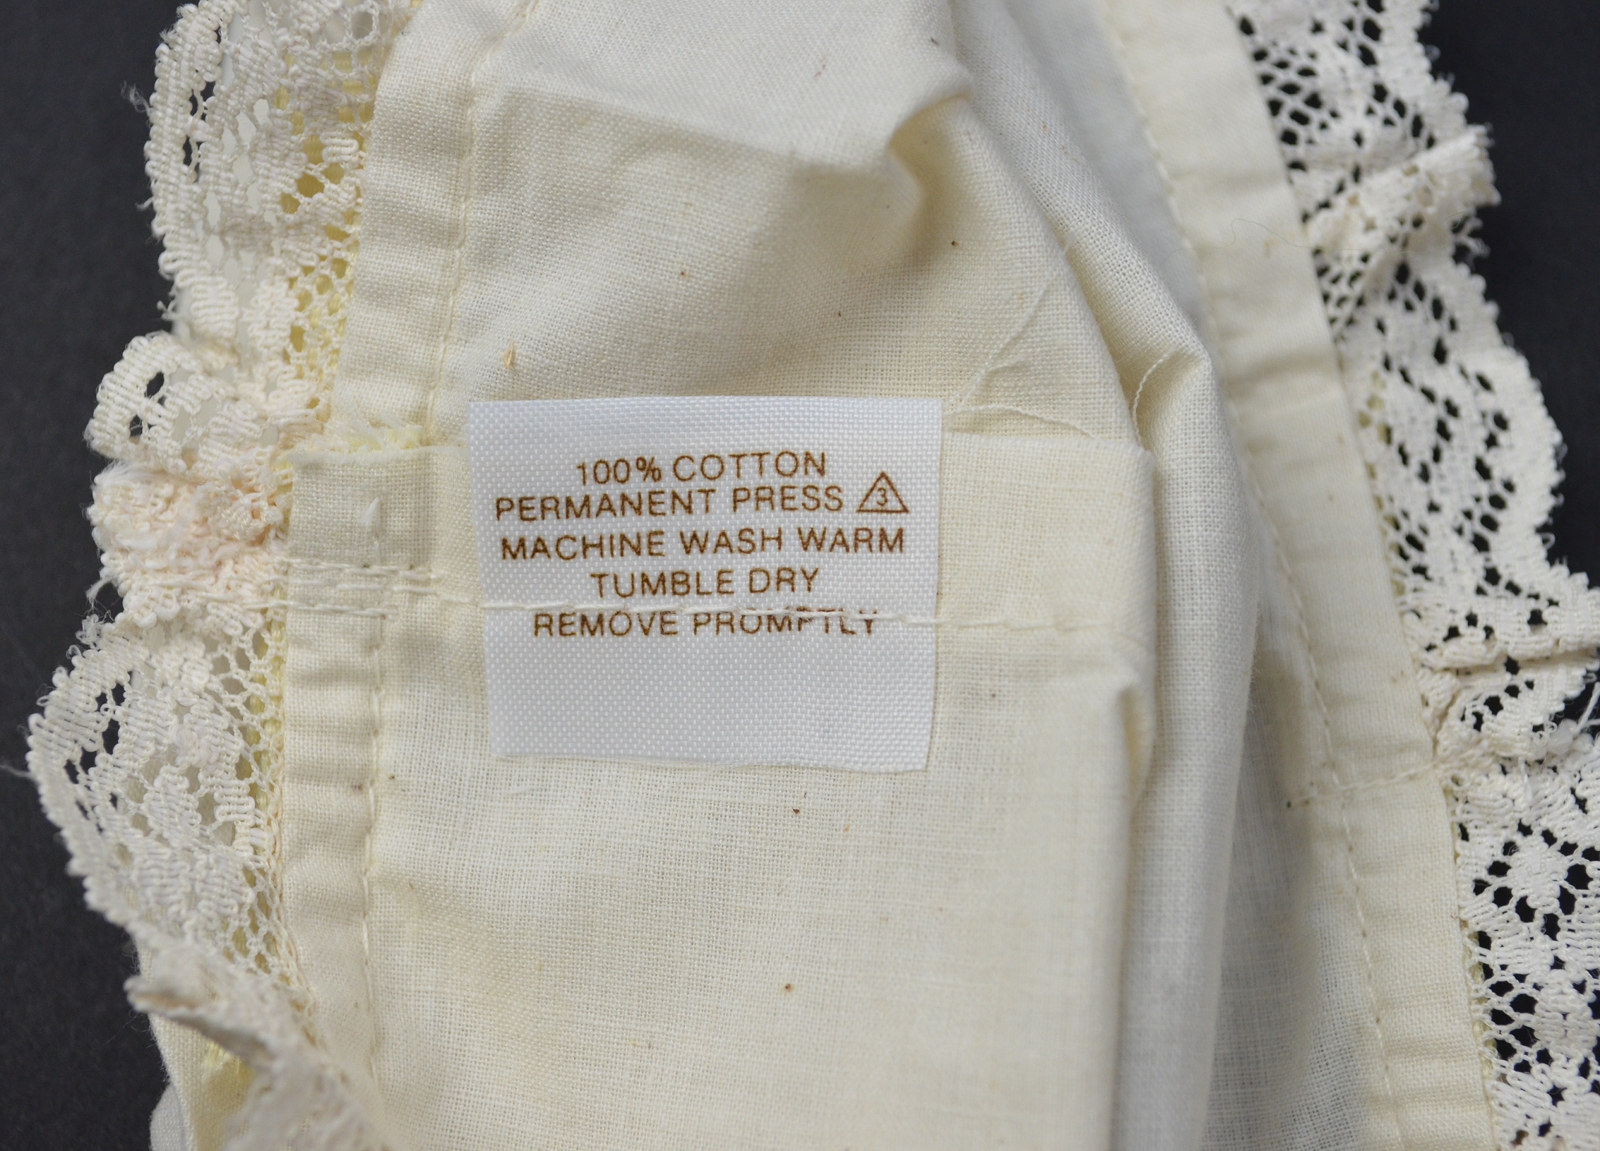 100% COTTON
PERMANENT PRESS 3
MACHINE WASH WARM
TUMBLE DRY
REMOVE PROMPTLY